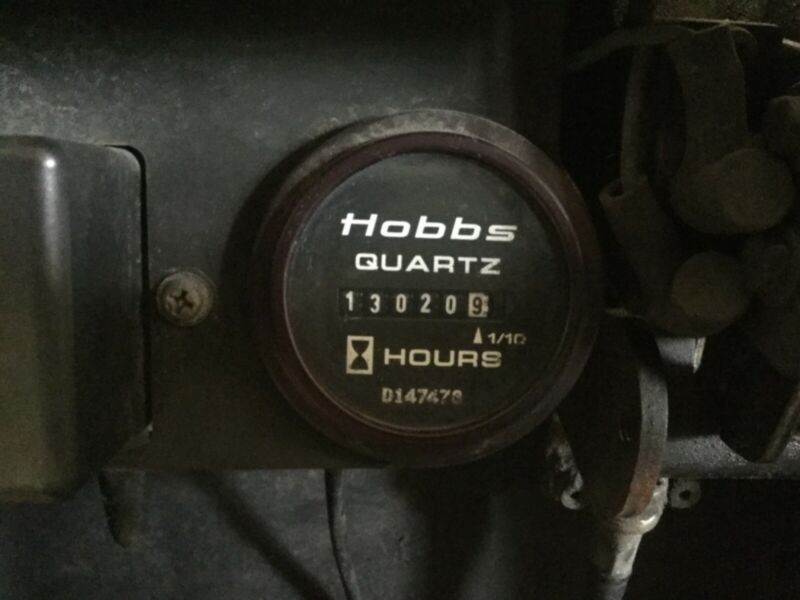 Hobbs
QUARTZ
130209
1/10
HOURS
D147478